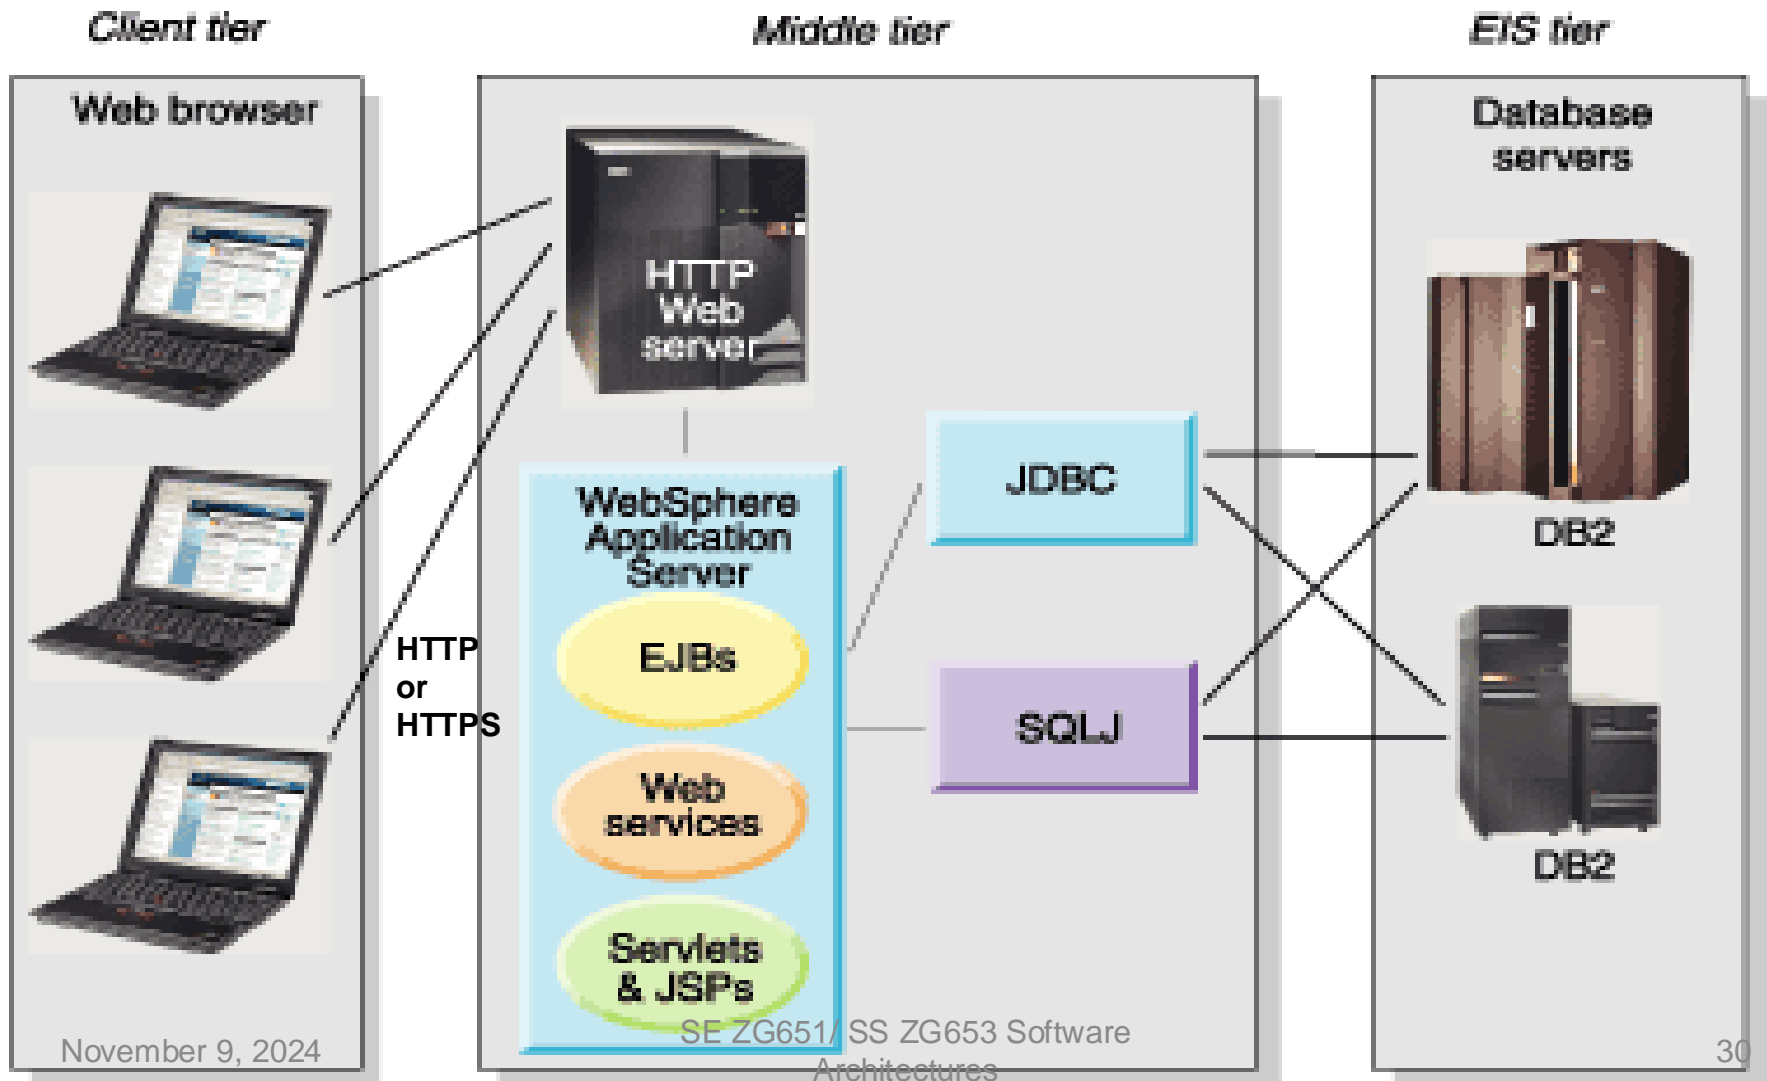 Client tier
Middle tier
EIS tier
Web browser
HTTP
or
HTTPS
HTTP
Web
server
WebSphere
Application
Server
EJBs
Web
services
Servlets
& JSPs
JDBC
SQLJ
Database
servers
DB2
DB2
November 9, 2024
SE ZG651/ SS ZG653 Software
Architectures
30